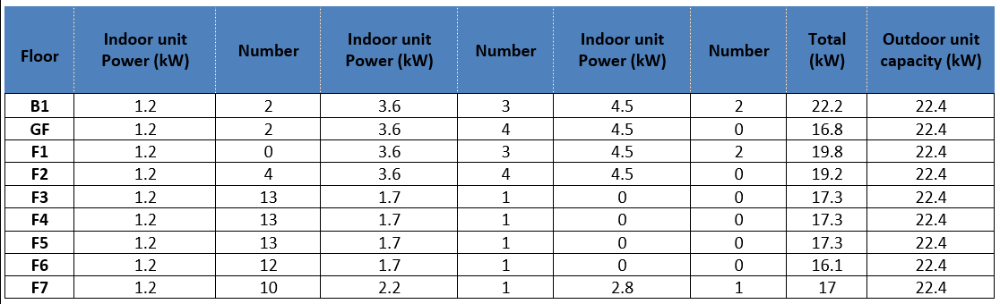 Floor Indoor unit Power (kW) Number Indoor unit Power (kW) Number Indoor unit Power (kW) Number Total (kW) Outdoor unit capacity (kW)
B1 1.2 2 3.6 3 4.5 2 22.2 22.4
GF 1.2 2 3.6 4 4.5 0 16.8 22.4
F1 1.2 0 3.6 3 4.5 2 19.8 22.4
F2 1.2 4 3.6 4 4.5 0 19.2 22.4
F3 1.2 13 1.7 1 0 0 17.3 22.4
F4 1.2 13 1.7 1 0 0 17.3 22.4
F5 1.2 13 1.7 1 0 0 17.3 22.4
F6 1.2 12 1.7 1 0 0 16.1 22.4
F7 1.2 10 2.2 1 2.8 1 17 22.4